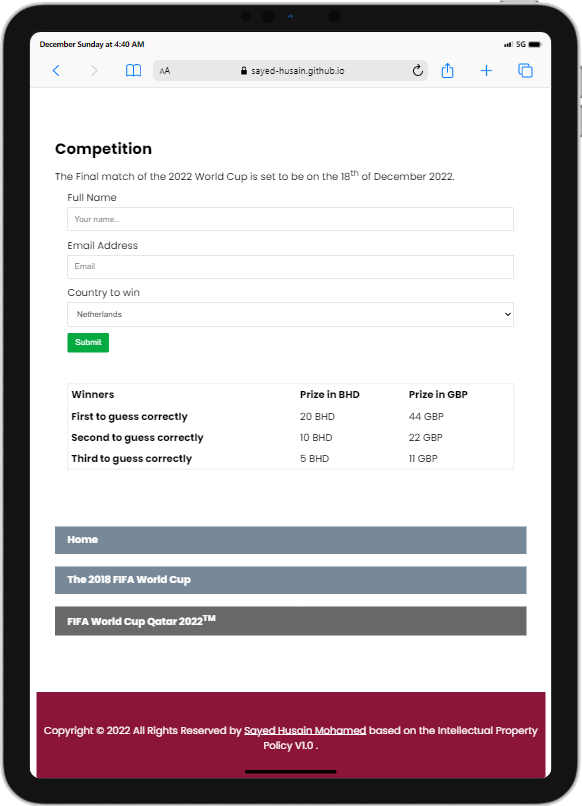 December Sunday at 4:40 AM
5G
AA
sayed-husain.github.io
Competition
The Final match of the 2022 World Cup is set to be on the 18th of December 2022.
Full Name
Your name..
Email Address
Email
Country to win
Netherlands
Submit
Winners Prize in BHD Prize in GBP
First to guess correctly 20 BHD 44 GBP
Second to guess correctly 10 BHD 22 GBP
Third to guess correctly 5 BHD 11 GBP
Home
The 2018 FIFA World Cup
FIFA World Cup Qatar 2022TM
Copyright © 2022 All Rights Reserved by Sayed Husain Mohamed based on the Intellectual Property
Policy V1.0 .